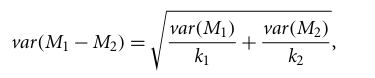 var(M₁ − M₂) = √(var(M₁)/k₁ + var(M₂)/k₂),